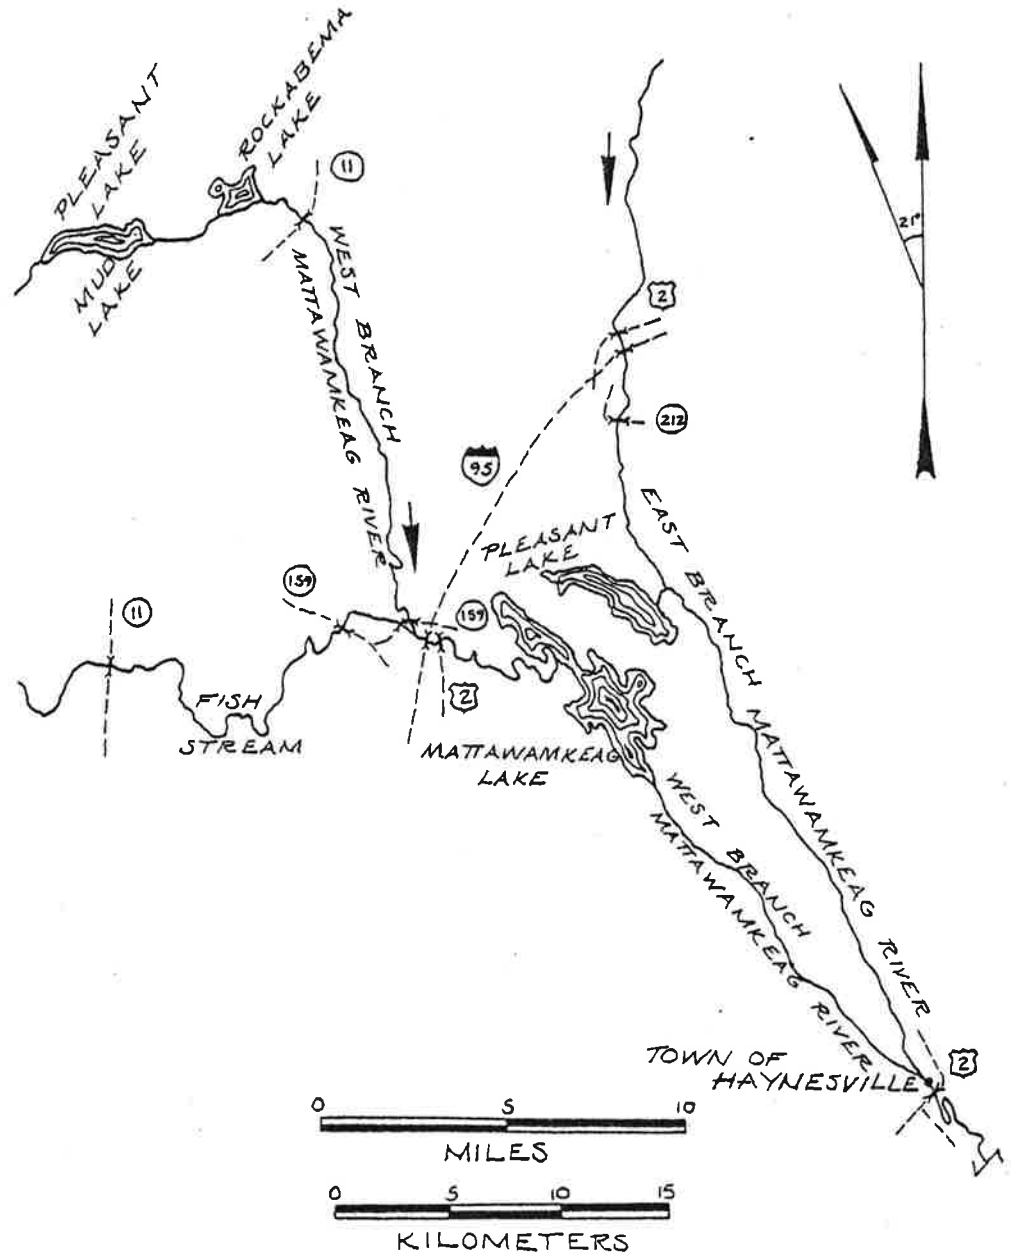 PLEASANT
LAKE
ROCKABEMA
LAKE
11
MUD
LAKE
WEST BRANCH
MATTAWAMKEAG RIVER
21°
2
212
95
EAST BRANCH MATTAWAMKEAG RIVER
PLEASANT
LAKE
159
11
159
2
FISH
STREAM
MATTAWAMKEAG
LAKE
WEST BRANCH
MATTAWAMKEAG RIVER
TOWN OF
HAYNESVILLE
2
0 5 10
MILES
0 5 10 15
KILOMETERS